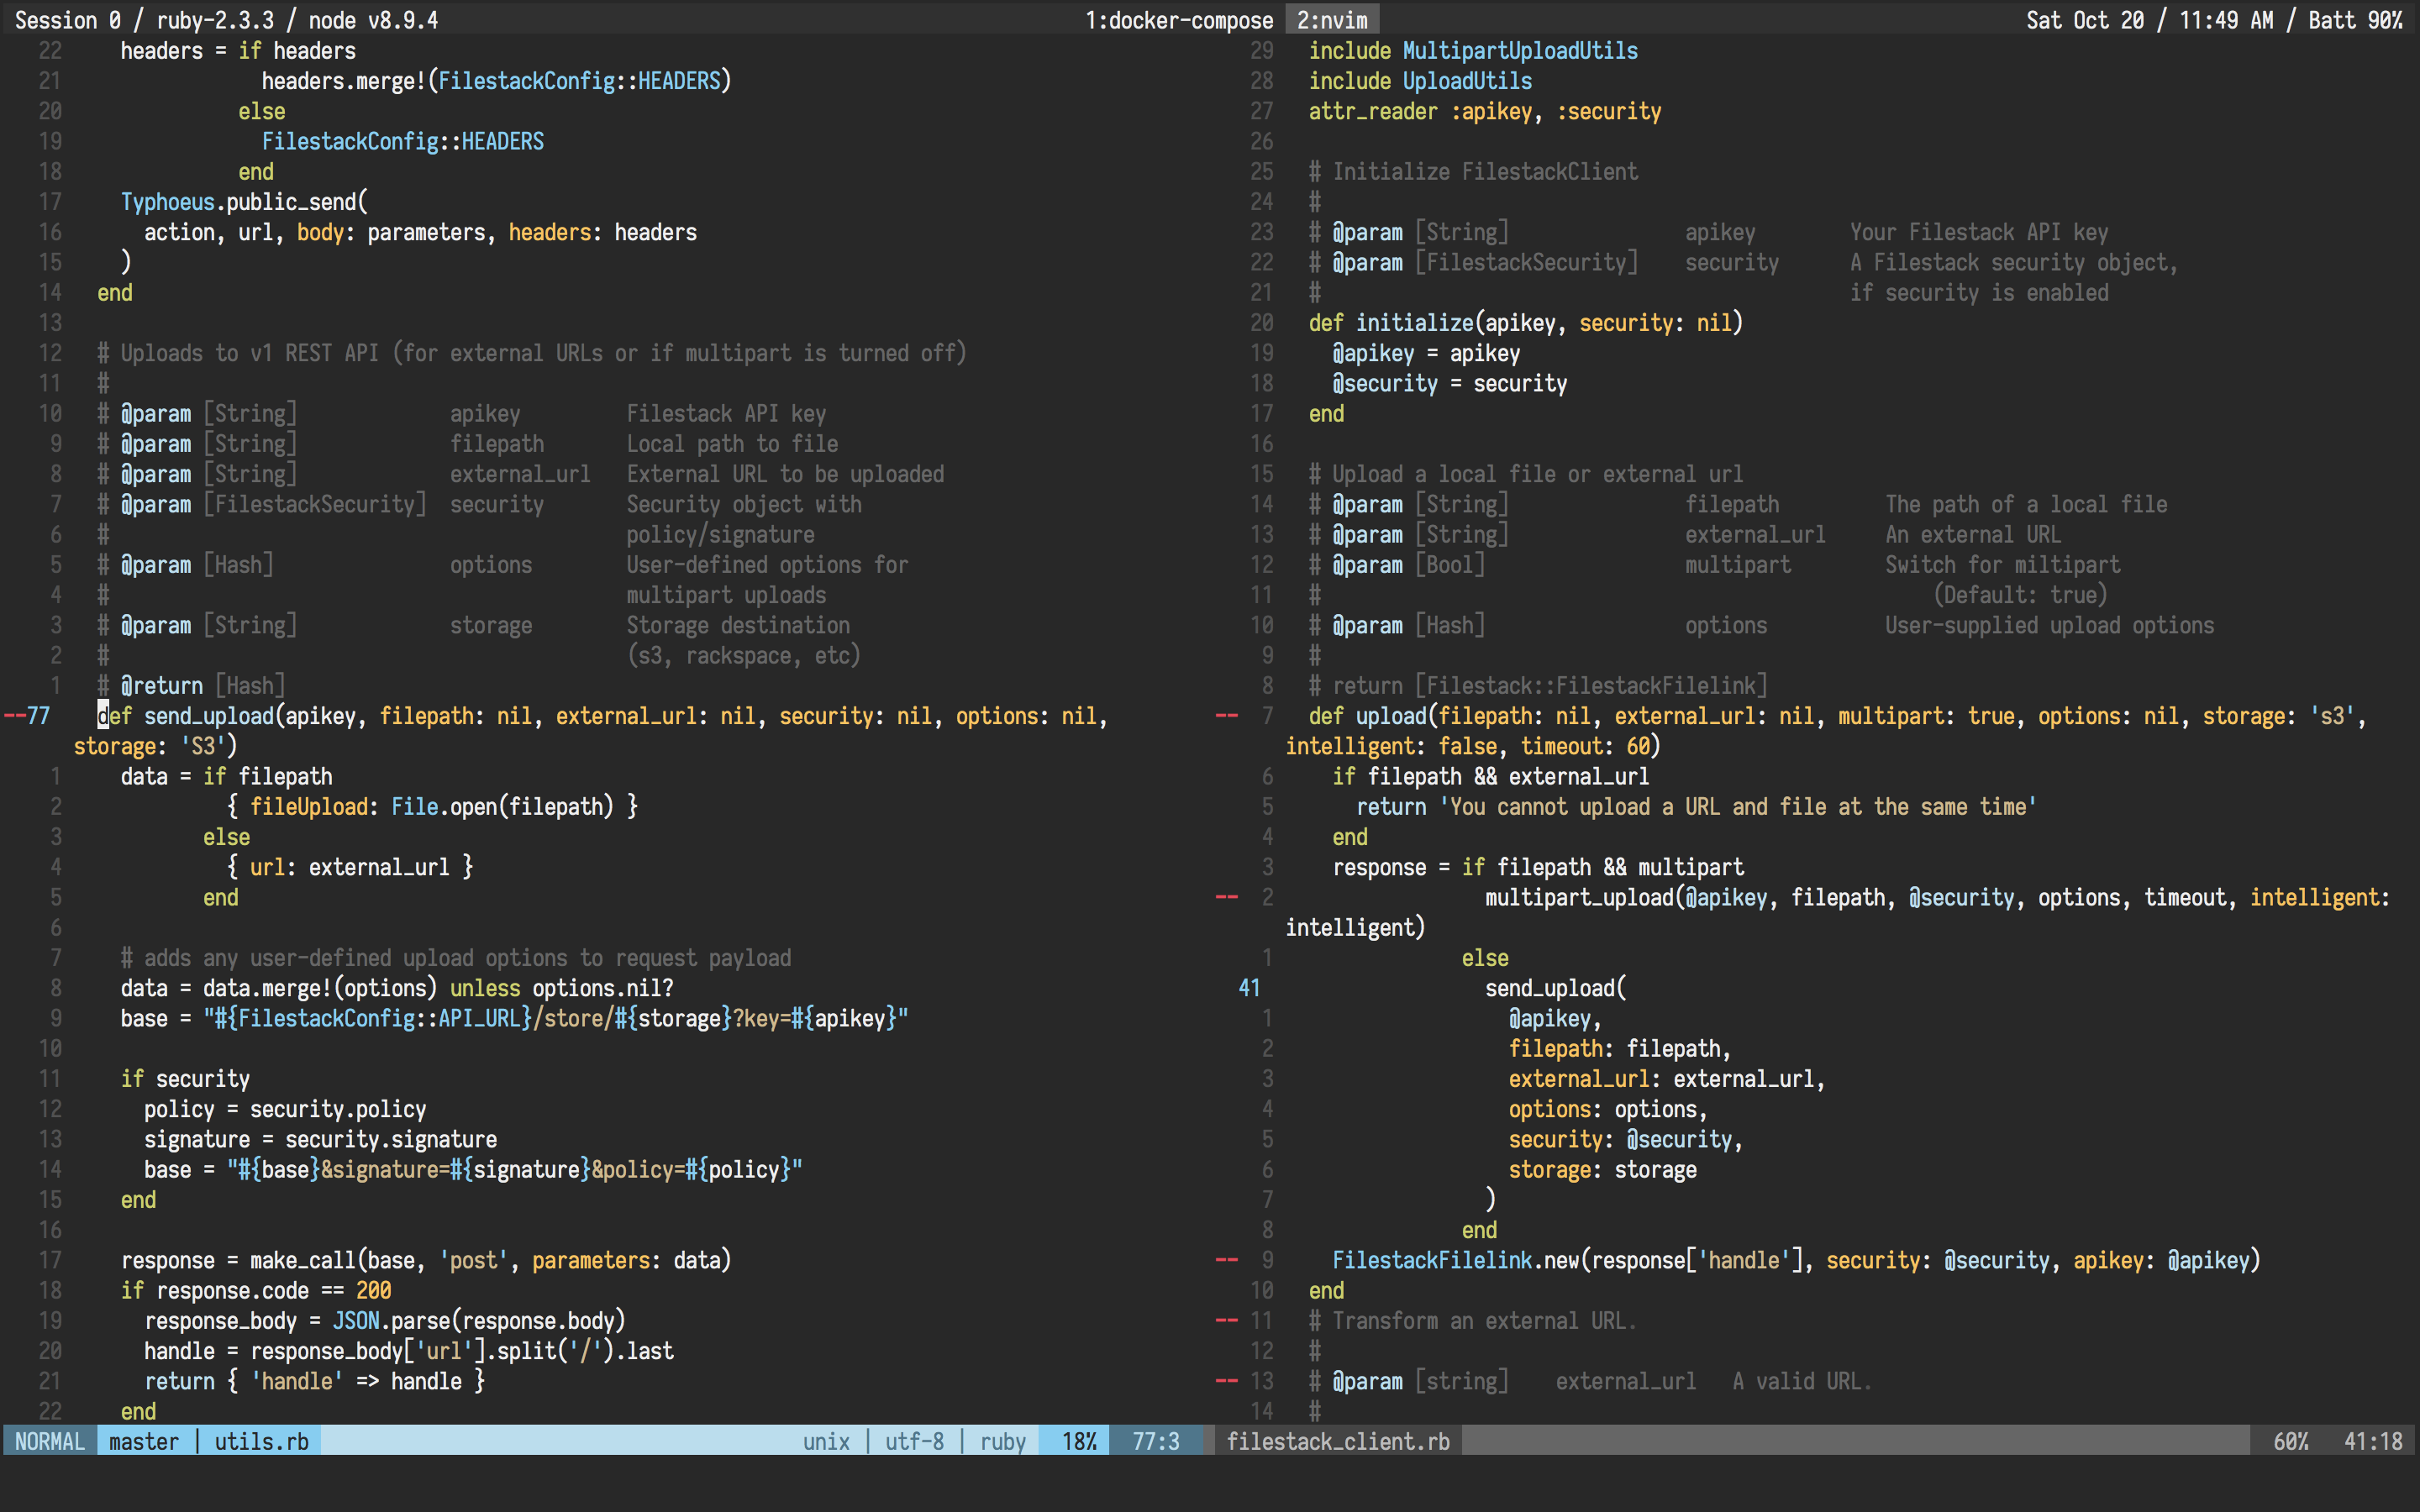 Session 0 / ruby-2.3.3 / node v8.9.4 1:docker-compose 2:nvim Sat Oct 20 / 11:49 AM / Batt 90%
22 headers = if headers
21 headers.merge!(FilestackConfig::HEADERS)
20 else
19 FilestackConfig::HEADERS
18 end
17 Typhoeus.public_send(
16 action, url, body: parameters, headers: headers
15 )
14 end
13
12 # Uploads to v1 REST API (for external URLs or if multipart is turned off)
11 #
10 # @param [String] apikey Filestack API key
9 # @param [String] filepath Local path to file
8 # @param [String] external_url External URL to be uploaded
7 # @param [FilestackSecurity] security Security object with
6 # policy/signature
5 # @param [Hash] options User-defined options for
4 # multipart uploads
3 # @param [String] storage Storage destination
2 # (s3, rackspace, etc)
1 # @return [Hash]
--77 def send_upload(apikey, filepath: nil, external_url: nil, security: nil, options: nil,
storage: 'S3')
1 data = if filepath
2 { fileUpload: File.open(filepath) }
3 else
4 { url: external_url }
5 end
6
7 # adds any user-defined upload options to request payload
8 data = data.merge!(options) unless options.nil?
9 base = "#{FilestackConfig::API_URL}/store/#{storage}?key=#{apikey}"
10
11 if security
12 policy = security.policy
13 signature = security.signature
14 base = "#{base}&signature=#{signature}&policy=#{policy}"
15 end
16
17 response = make_call(base, 'post', parameters: data)
18 if response.code == 200
19 response_body = JSON.parse(response.body)
20 handle = response_body['url'].split('/').last
21 return { 'handle' => handle }
22 end
NORMAL master | utils.rb unix | utf-8 | ruby 18% 77:3
29 include MultipartUploadUtils
28 include UploadUtils
27 attr_reader :apikey, :security
26
25 # Initialize FilestackClient
24 #
23 # @param [String] apikey Your Filestack API key
22 # @param [FilestackSecurity] security A Filestack security object,
21 # if security is enabled
20 def initialize(apikey, security: nil)
19 @apikey = apikey
18 @security = security
17 end
16
15 # Upload a local file or external url
14 # @param [String] filepath The path of a local file
13 # @param [String] external_url An external URL
12 # @param [Bool] multipart Switch for miltipart
11 # (Default: true)
10 # @param [Hash] options User-supplied upload options
9 #
8 # return [Filestack::FilestackFilelink]
-- 7 def upload(filepath: nil, external_url: nil, multipart: true, options: nil, storage: 's3',
intelligent: false, timeout: 60)
6 if filepath && external_url
5 return 'You cannot upload a URL and file at the same time'
4 end
3 response = if filepath && multipart
-- 2 multipart_upload(@apikey, filepath, @security, options, timeout, intelligent:
intelligent)
1 else
41 send_upload(
1 @apikey,
2 filepath: filepath,
3 external_url: external_url,
4 options: options,
5 security: @security,
6 storage: storage
7 )
8 end
-- 9 FilestackFilelink.new(response['handle'], security: @security, apikey: @apikey)
10 end
-- 11 # Transform an external URL.
12 #
-- 13 # @param [string] external_url A valid URL.
14 #
filestack_client.rb 60% 41:18